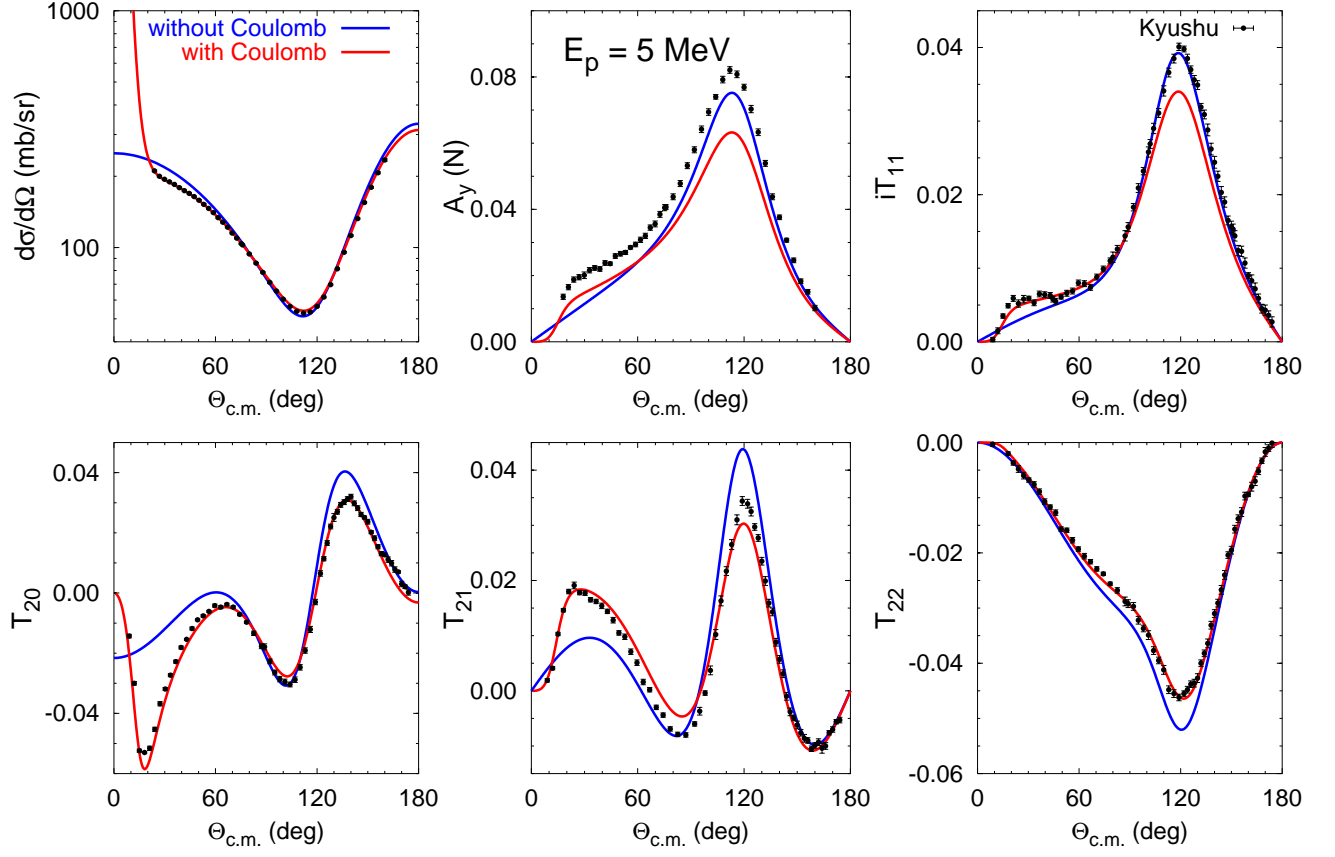 1000
100
dσ/dΩ (mb/sr)
without Coulomb
with Coulomb
0 60 120 180
Θc.m. (deg)
0.08
0.04
0.00
Ay (N)
Ep = 5 MeV
0 60 120 180
Θc.m. (deg)
0.04
0.02
0.00
iT11
Kyushu
0 60 120 180
Θc.m. (deg)
0.04
0.00
-0.04
T20
0 60 120 180
Θc.m. (deg)
0.04
0.02
0.00
T21
0 60 120 180
Θc.m. (deg)
0.00
-0.02
-0.04
-0.06
T22
0 60 120 180
Θc.m. (deg)